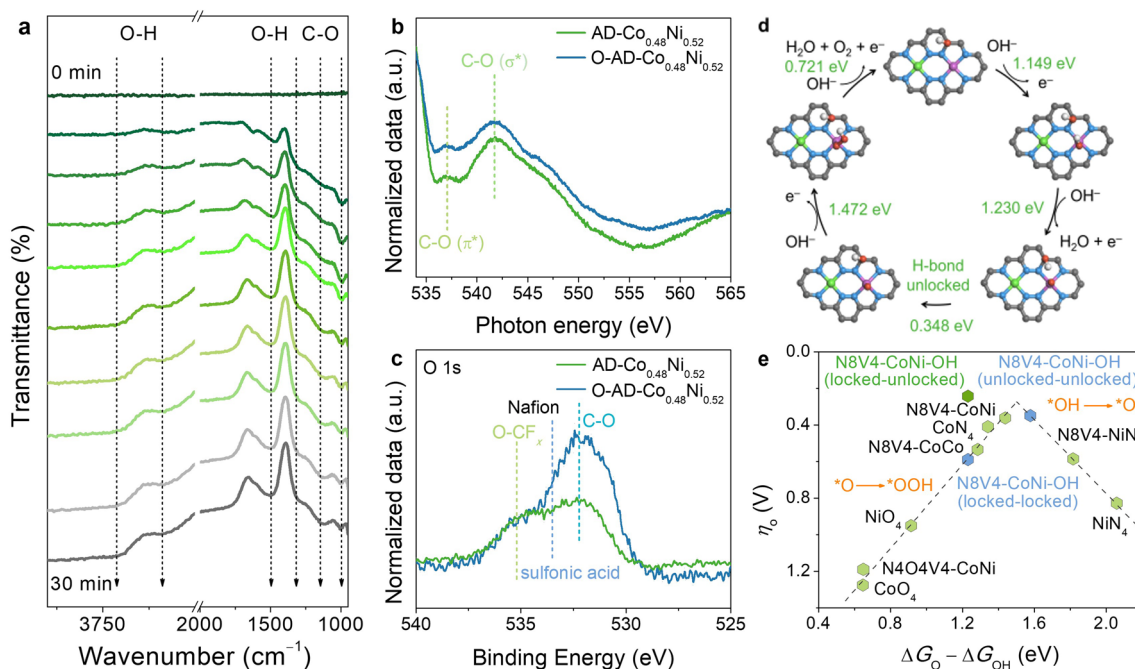 a
O-H
O-H
C-O
0 min
30 min
Transmittance (%)
3750
2000
1500
1000
Wavenumber (cm⁻¹)
b
AD-Co₀.₄₈Ni₀.₅₂
O-AD-Co₀.₄₈Ni₀.₅₂
C-O (σ*)
C-O (π*)
Normalized data (a.u.)
535
540
545
550
555
560
565
Photon energy (eV)
c
O 1s
AD-Co₀.₄₈Ni₀.₅₂
O-AD-Co₀.₄₈Ni₀.₅₂
Nafion
C-O
O-CFₓ
sulfonic acid
Normalized data (a.u.)
540
535
530
525
Binding Energy (eV)
d
H₂O + O₂ + e⁻
0.721 eV
OH⁻
OH⁻
1.149 eV
e⁻
e⁻
1.472 eV
OH⁻
OH⁻
1.230 eV
H₂O + e⁻
H-bond
unlocked
0.348 eV
e
N8V4-CoNi-OH
(locked-unlocked)
N8V4-CoNi-OH
(unlocked-unlocked)
*OH → *O
N8V4-CoNi
CoN₄
N8V4-NiNi
N8V4-CoCo
*O → *OOH
N8V4-CoNi-OH
(locked-locked)
NiO₄
NiN₄
N4O4V4-CoNi
CoO₄
ηₒ (V)
0.0
0.4
0.8
1.2
0.4
0.8
1.2
1.6
2.0
ΔG_O − ΔG_OH (eV)